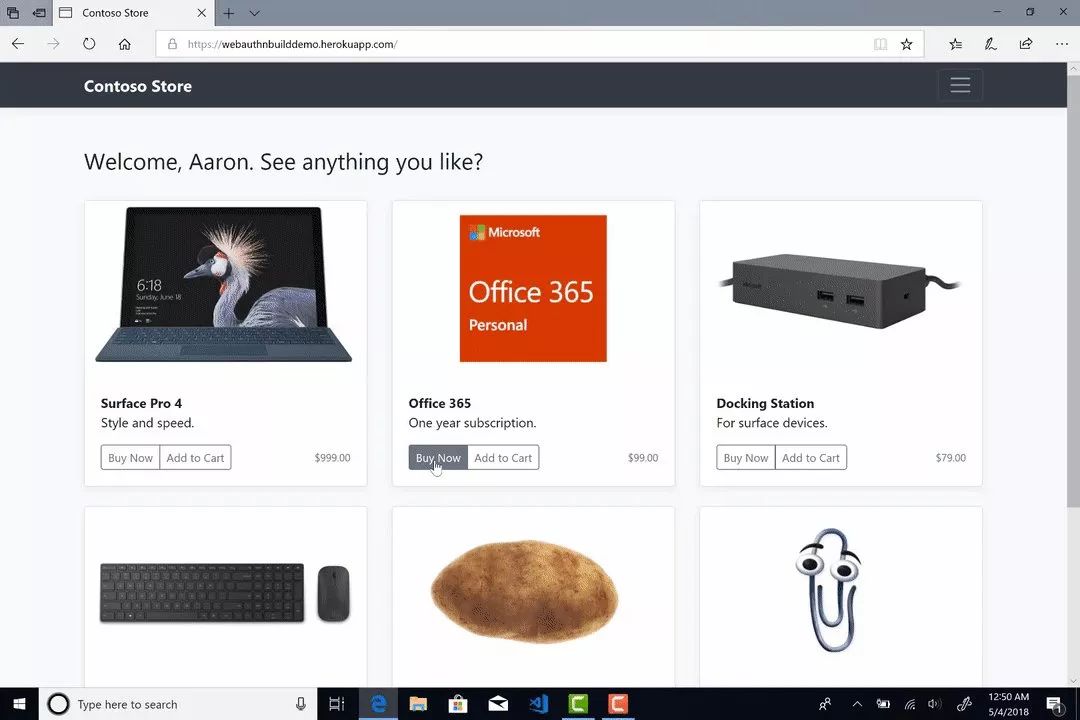 Contoso Store
https://webauthnbuilddemo.herokuapp.com/
Contoso Store
Welcome, Aaron. See anything you like?
6:18
Sunday, June 18
Microsoft
Office 365
Personal
Surface Pro 4
Style and speed.
Buy Now Add to Cart $999.00
Office 365
One year subscription.
Buy Now Add to Cart $99.00
Docking Station
For surface devices.
Buy Now Add to Cart $79.00
Type here to search
12:50 AM
5/4/2018
1